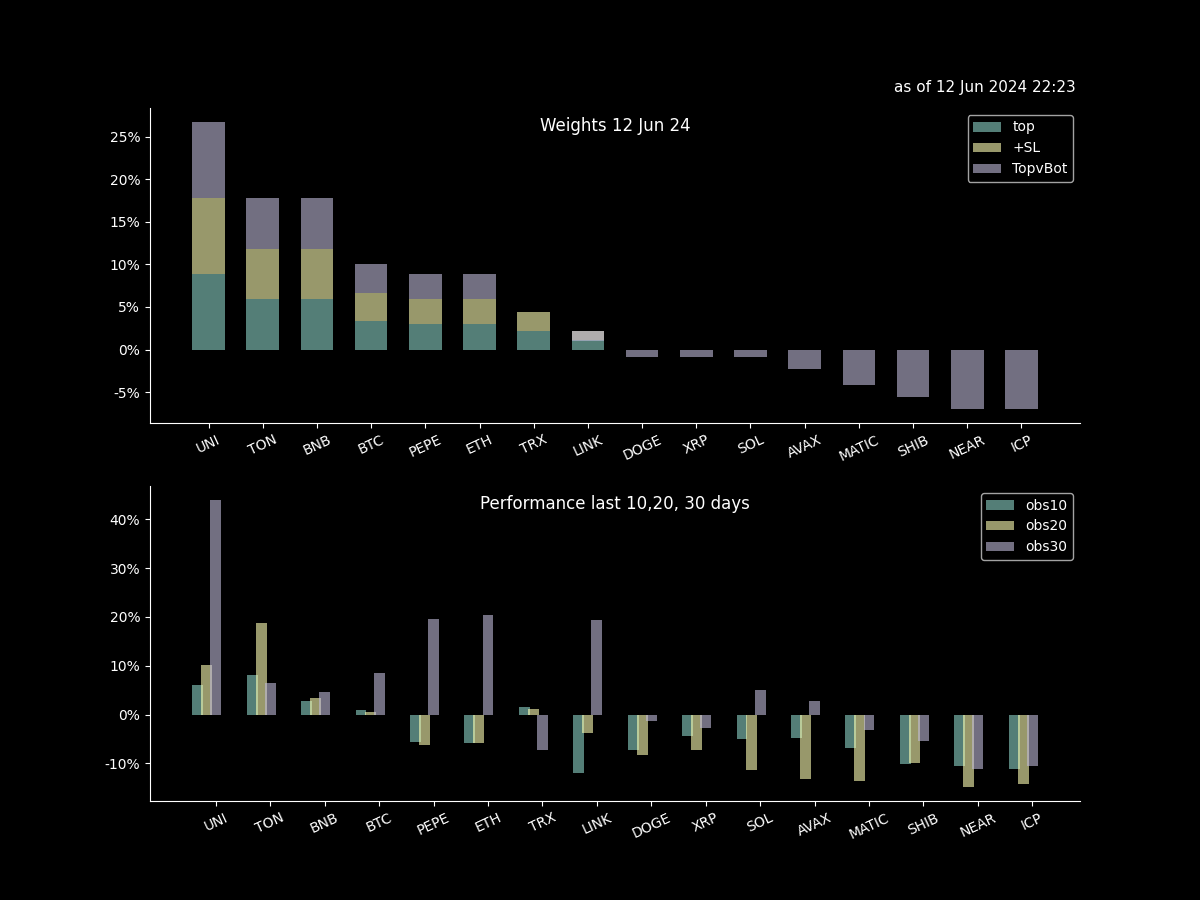 as of 12 Jun 2024 22:23
Weights 12 Jun 24
top
+SL
TopvBot
25%
20%
15%
10%
5%
0%
-5%
UNI TON BNB BTC PEPE ETH TRX LINK DOGE XRP SOL AVAX MATIC SHIB NEAR ICP
Performance last 10,20, 30 days
obs10
obs20
obs30
40%
30%
20%
10%
0%
-10%
UNI TON BNB BTC PEPE ETH TRX LINK DOGE XRP SOL AVAX MATIC SHIB NEAR ICP